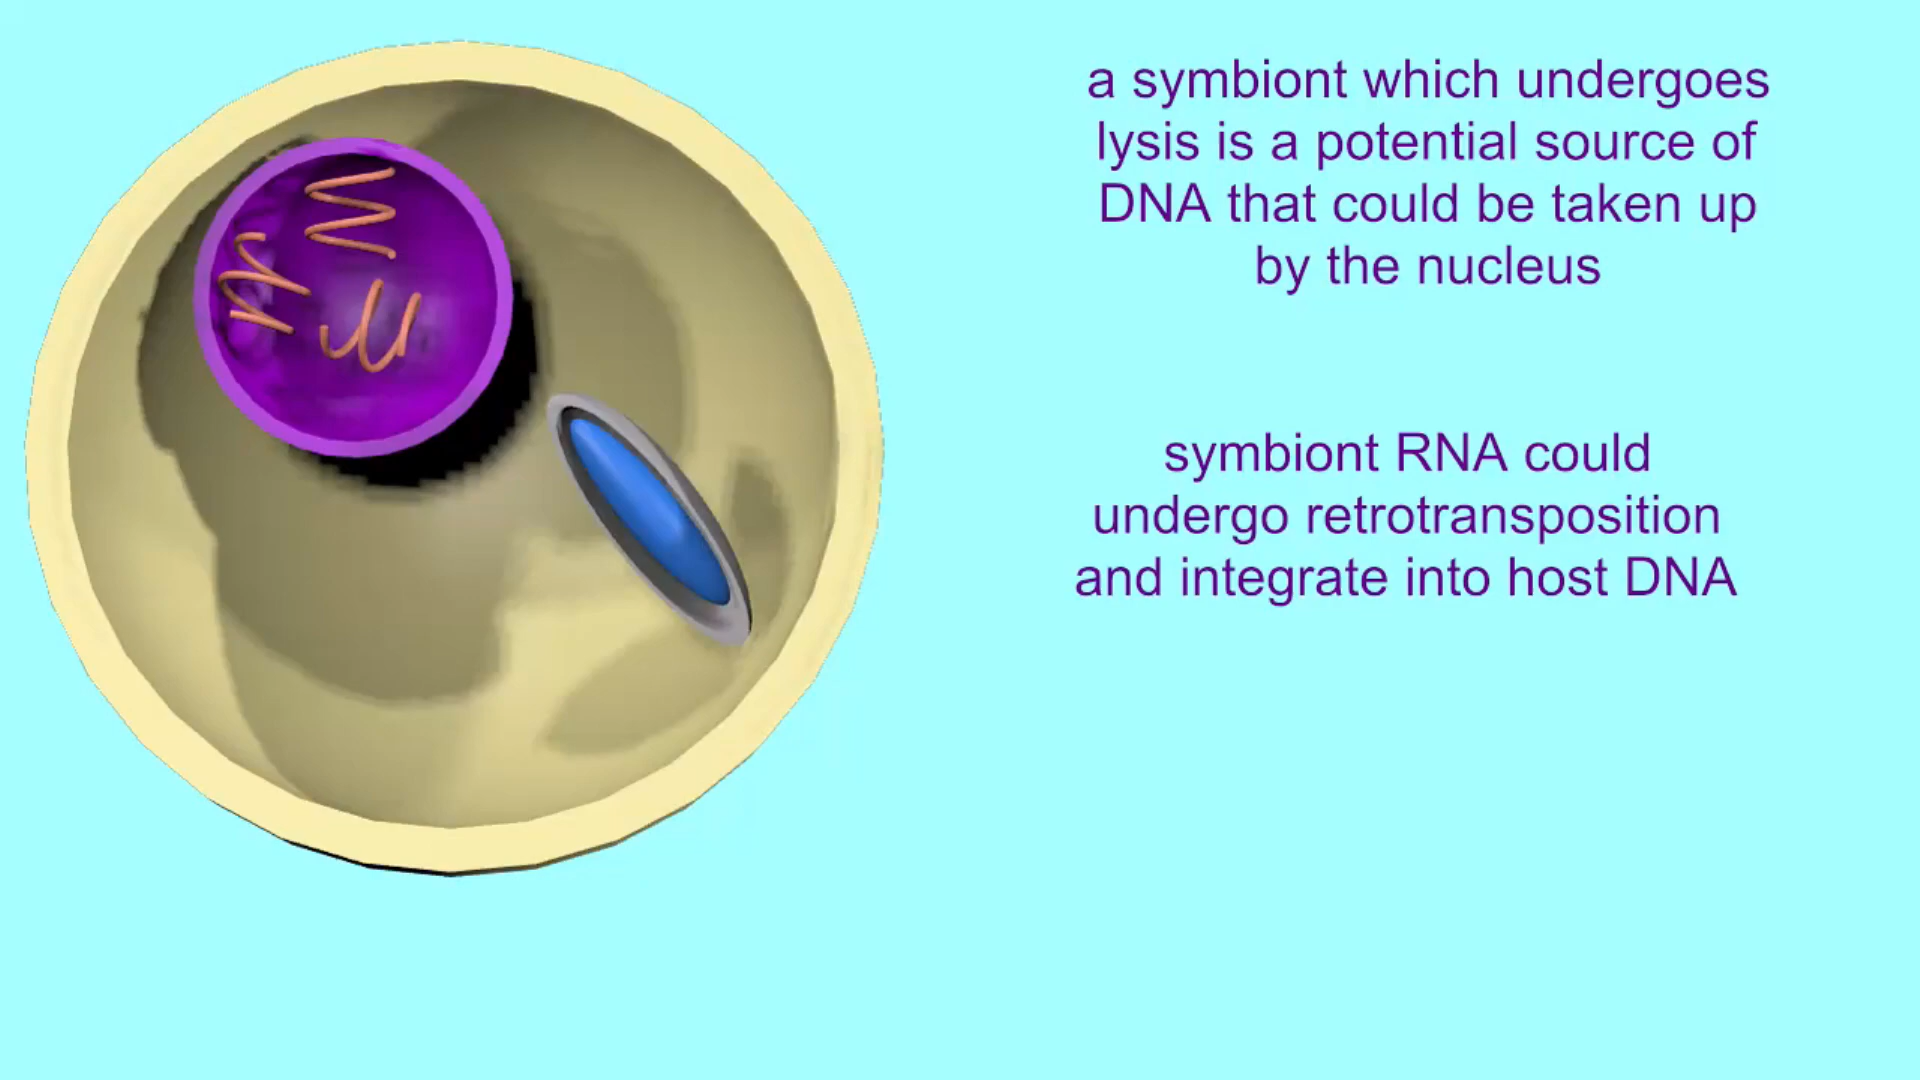 a symbiont which undergoes
lysis is a potential source of
DNA that could be taken up
by the nucleus
symbiont RNA could
undergo retrotransposition
and integrate into host DNA